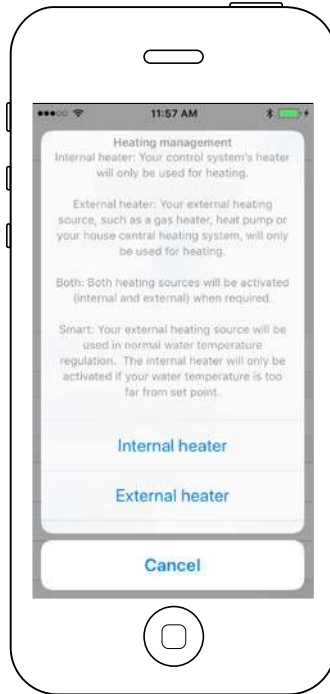 11:57 AM
Heating management
Internal heater: Your control system's heater
will only be used for heating.
External heater: Your external heating
source, such as a gas heater, heat pump or
your house central heating system, will only
be used for heating.
Both: Both heating sources will be activated
(internal and external) when required.
Smart: Your external heating source will be
used in normal water temperature
regulation. The internal heater will only be
activated if your water temperature is too
far from set point.
Internal heater
External heater
Cancel